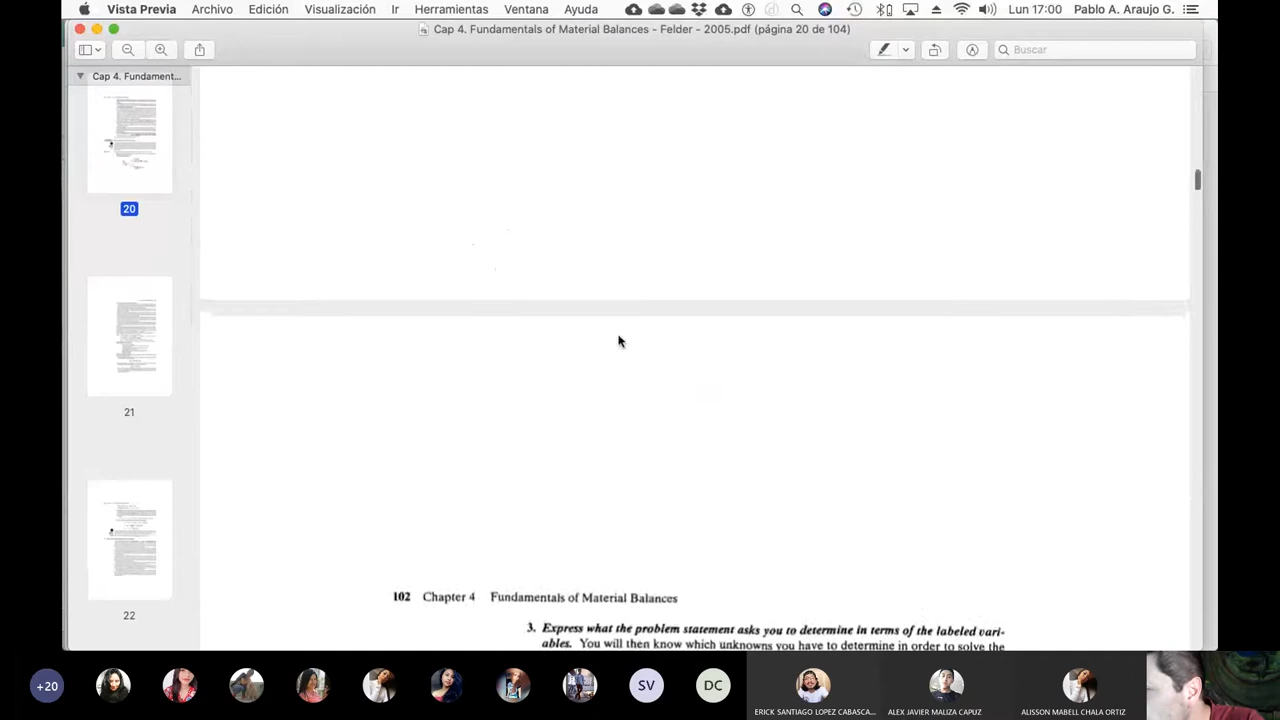 Vista Previa Archivo Edición Visualización Ir Herramientas Ventana Ayuda Lun 17:00 Pablo A. Araujo G.
Cap 4. Fundamentals of Material Balances - Felder - 2005.pdf (página 20 de 104)
Buscar
Cap 4. Fundament...
20
21
22
102 Chapter 4 Fundamentals of Material Balances
3. Express what the problem statement asks you to determine in terms of the labeled vari-
ables. You will then know which unknowns you have to determine in order to solve the
+20
SV
DC
ERICK SANTIAGO LOPEZ CABASCA...
ALEX JAVIER MALIZA CAPUZ
ALISSON MABELL CHALA ORTIZ